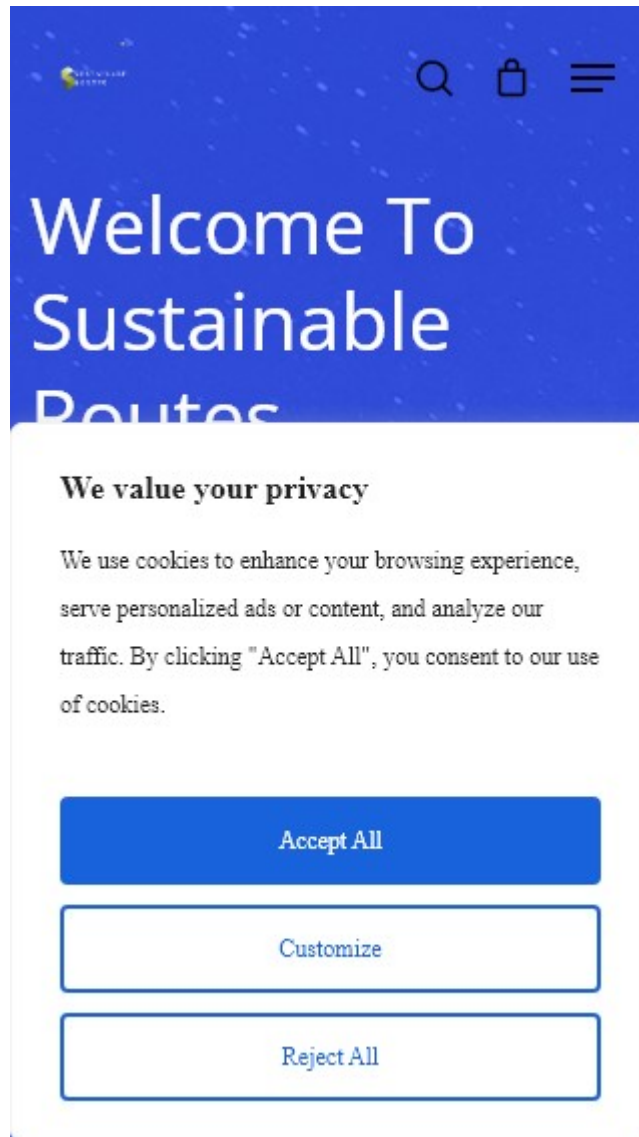 Welcome To
Sustainable
Routes
We value your privacy
We use cookies to enhance your browsing experience,
serve personalized ads or content, and analyze our
traffic. By clicking "Accept All", you consent to our use
of cookies.
Accept All
Customize
Reject All